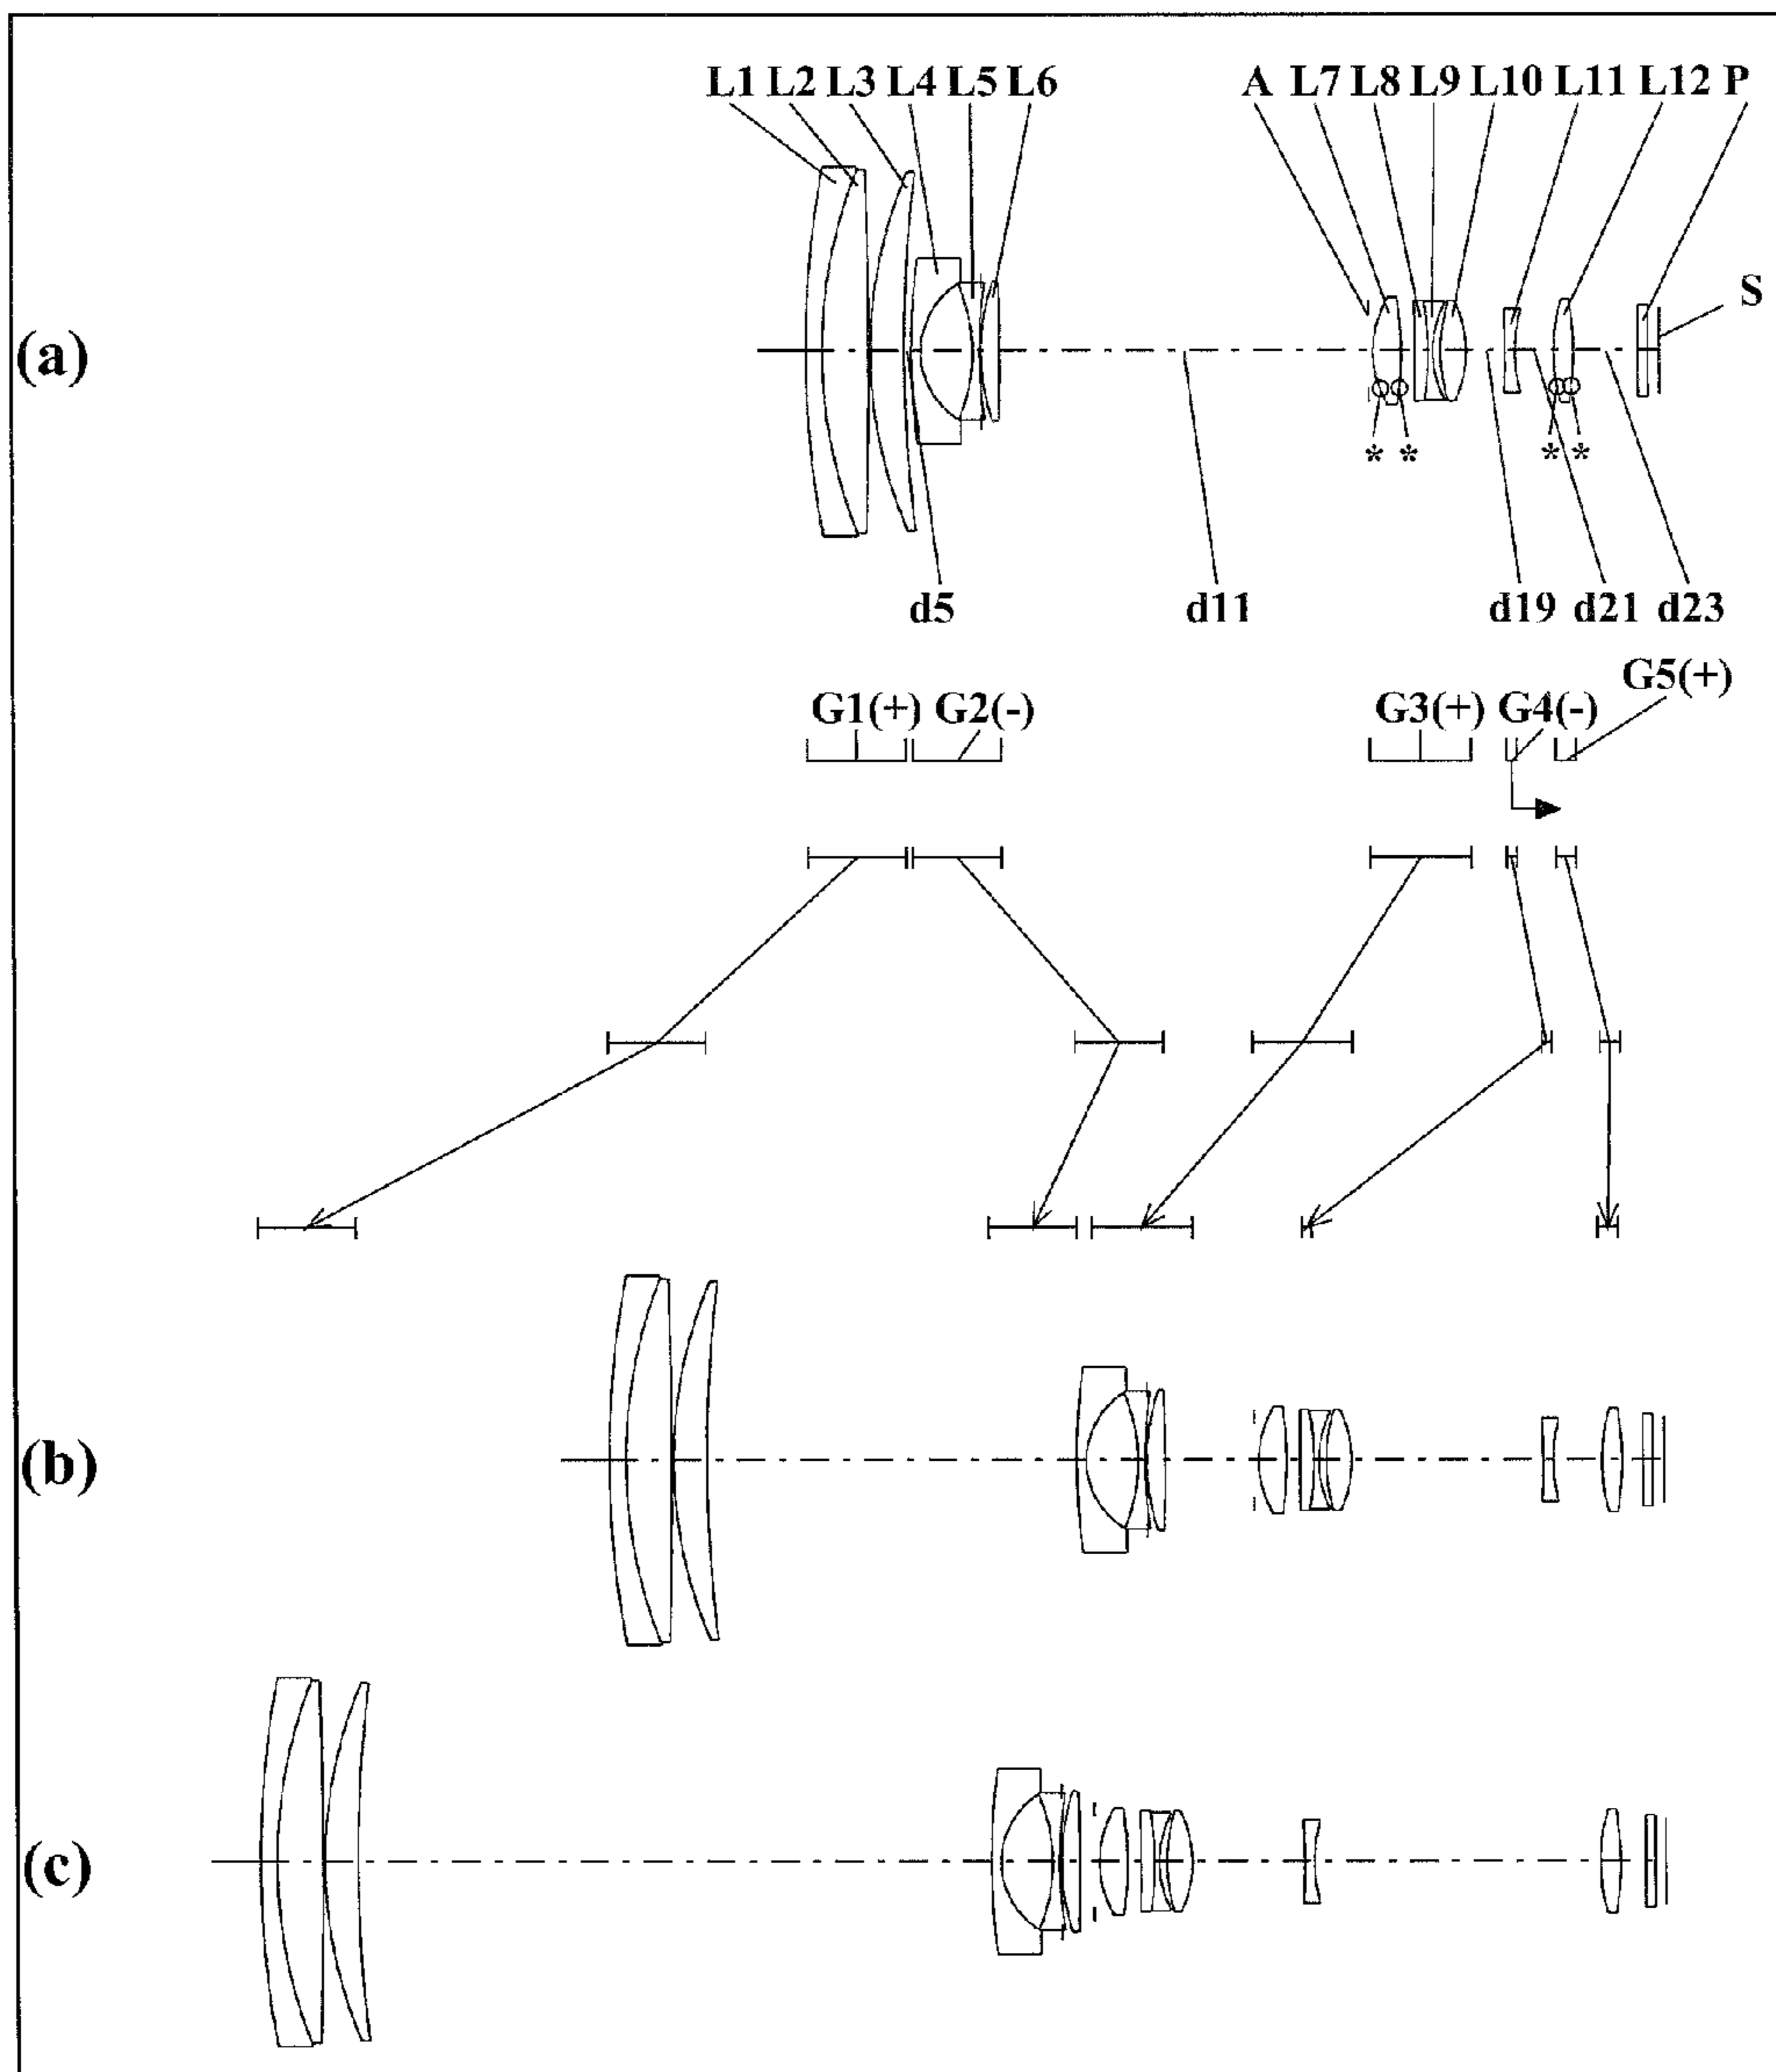 L1 L2 L3 L4 L5 L6 A L7 L8 L9 L10 L11 L12 P
S
(a)
* * * *
d5 d11 d19 d21 d23
G5(+)
G1(+) G2(-) G3(+) G4(-)
(b)
(c)